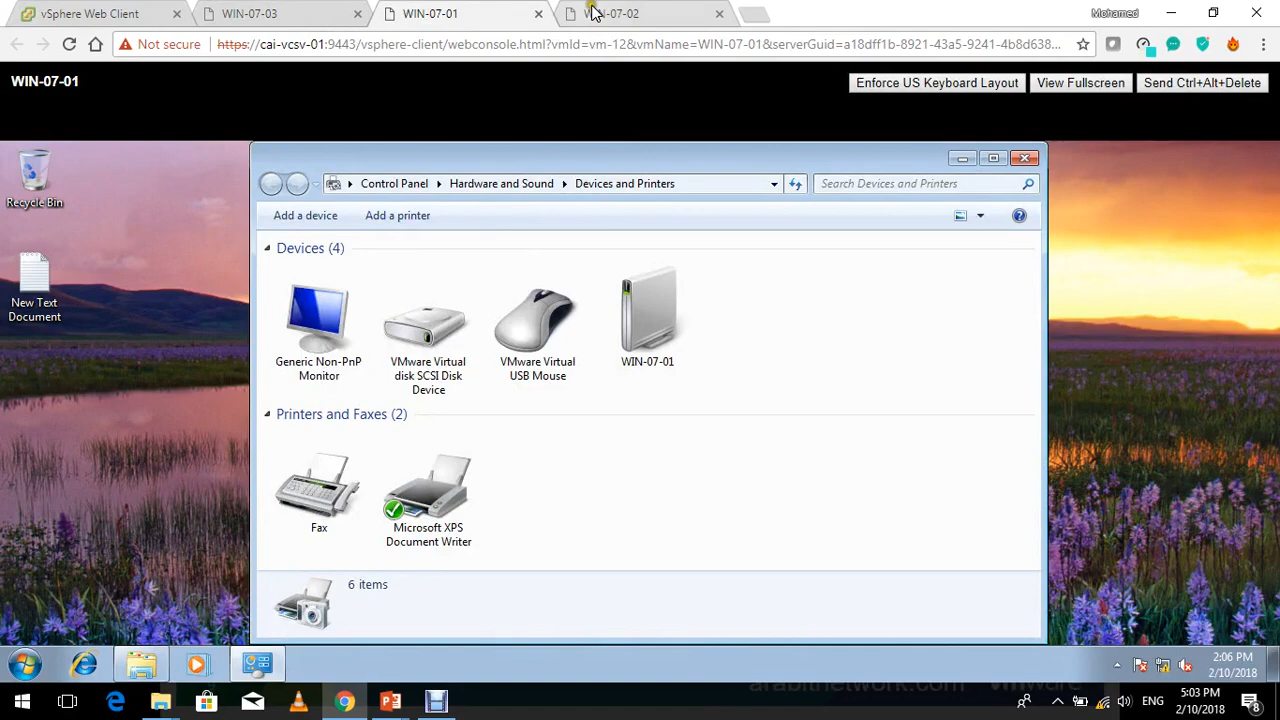 vSphere Web Client
WIN-07-03
WIN-07-01
WIN-07-02
Mohamed
Not secure
https://cai-vcsv-01:9443/vsphere-client/webconsole.html?vmId=vm-12&vmName=WIN-07-01&serverGuid=a18dff1b-8921-43a5-9241-4b8d638...
WIN-07-01
Enforce US Keyboard Layout
View Fullscreen
Send Ctrl+Alt+Delete
Recycle Bin
New Text
Document
Control Panel
Hardware and Sound
Devices and Printers
Search Devices and Printers
Add a device
Add a printer
Devices (4)
Generic Non-PnP
Monitor
VMware Virtual
disk SCSI Disk
Device
VMware Virtual
USB Mouse
WIN-07-01
Printers and Faxes (2)
Fax
Microsoft XPS
Document Writer
6 items
2:06 PM
2/10/2018
arabitnetwork.com
vmware
ENG
5:03 PM
2/10/2018
8